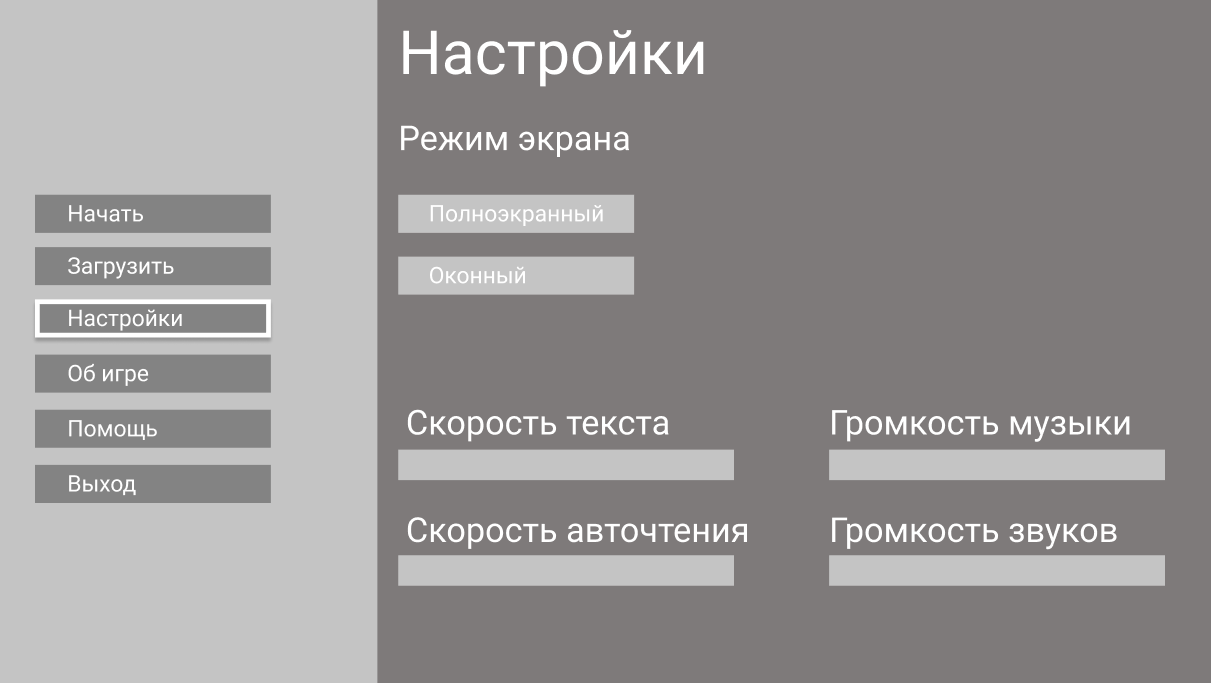 Настройки
Режим экрана
Начать
Полноэкранный
Загрузить
Оконный
Настройки
Об игре
Помощь
Выход
Скорость текста
Громкость музыки
Скорость авточтения
Громкость звуков